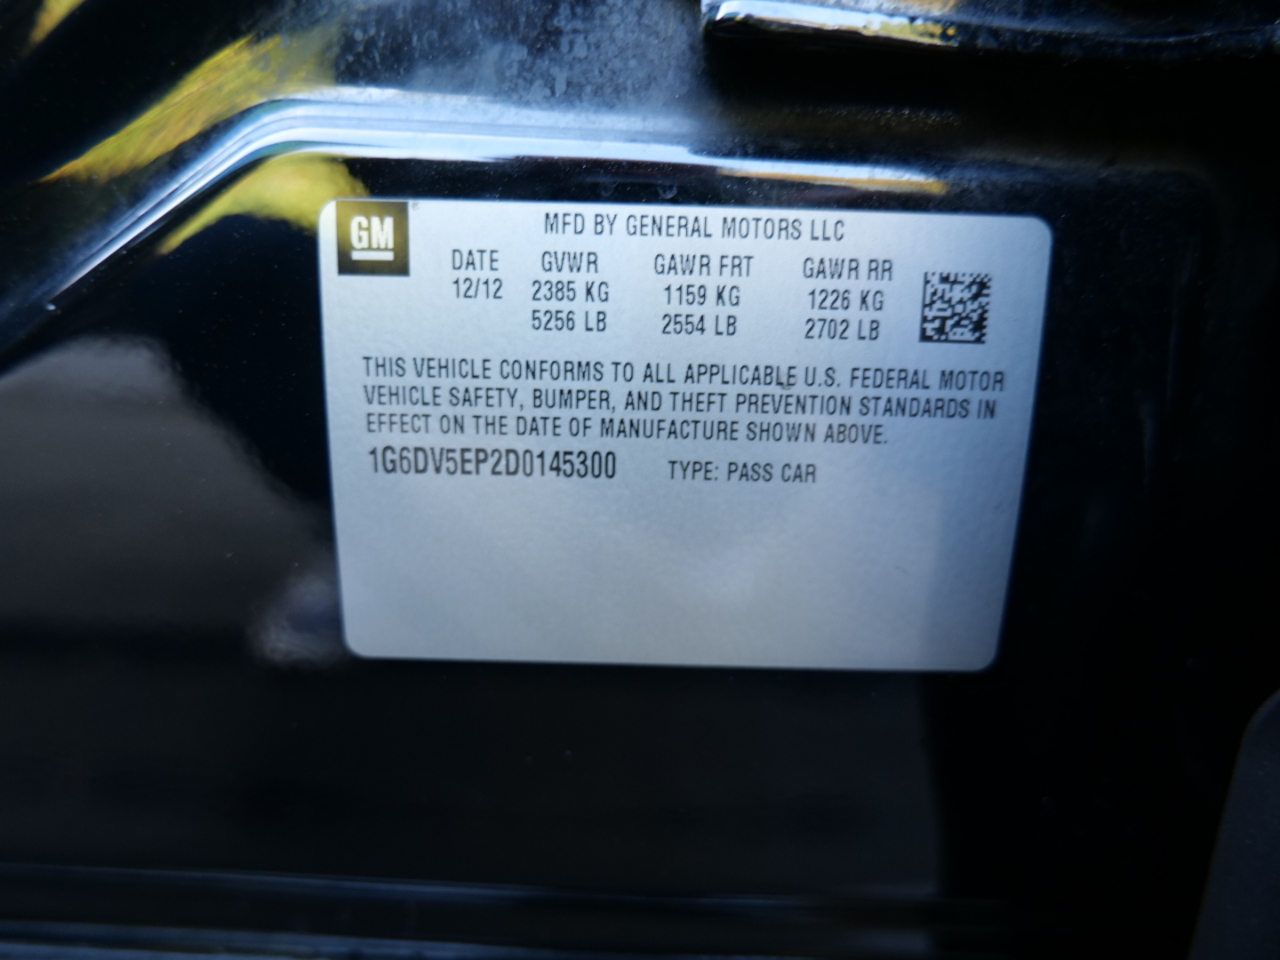 GM
MFD BY GENERAL MOTORS LLC
DATE GVWR GAWR FRT GAWR RR
12/12 2385 KG 1159 KG 1226 KG
5256 LB 2554 LB 2702 LB
THIS VEHICLE CONFORMS TO ALL APPLICABLE U.S. FEDERAL MOTOR
VEHICLE SAFETY, BUMPER, AND THEFT PREVENTION STANDARDS IN
EFFECT ON THE DATE OF MANUFACTURE SHOWN ABOVE.
1G6DV5EP2D0145300 TYPE: PASS CAR